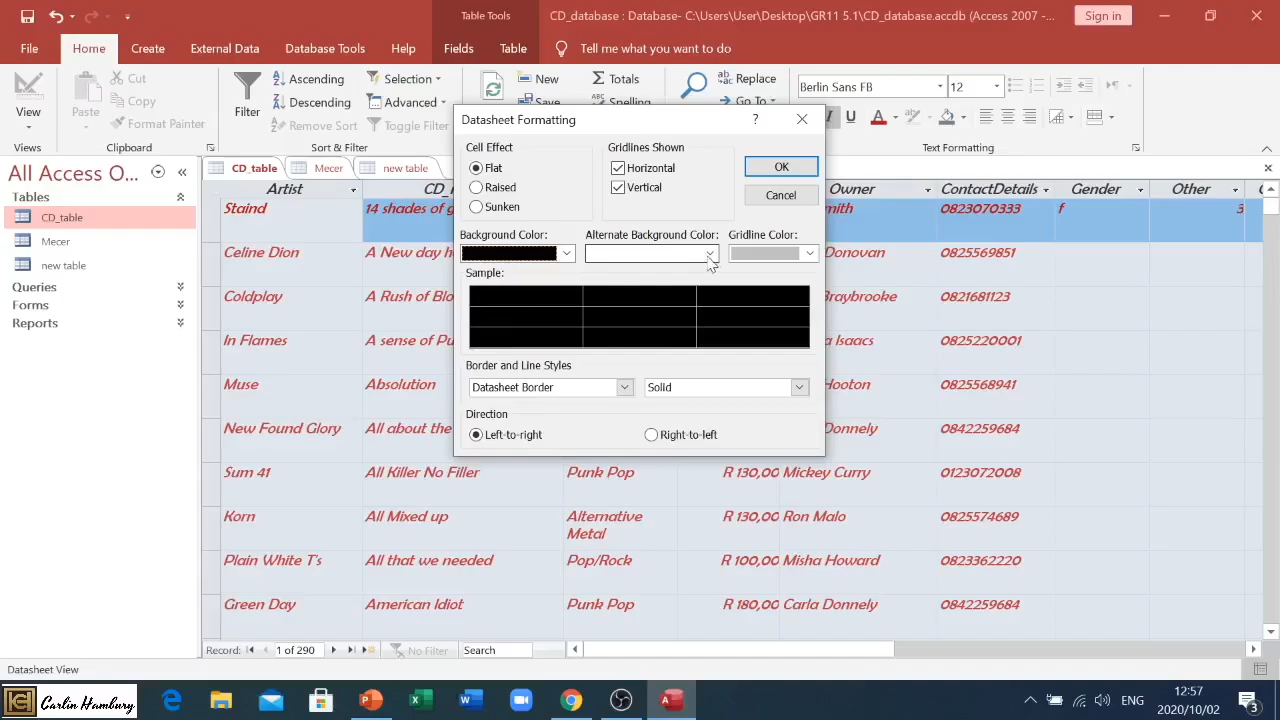 Table Tools
CD_database : Database- C:\Users\User\Desktop\GR11 5.1\CD_database.accdb (Access 2007 -...
Sign in
File Home Create External Data Database Tools Help Fields Table Tell me what you want to do
View
Views
Paste
Cut
Copy
Format Painter
Clipboard
Filter
Ascending
Descending
Remove Sort
Selection
Advanced
Toggle Filter
Sort & Filter
New
Save
Totals
Spelling
Replace
Go To
Berlin Sans FB
12
I U A
Text Formatting
All Access O...
Tables
CD_table
Mecer
new table
Queries
Forms
Reports
CD_table Mecer new table
Artist Owner ContactDetails Gender Other
Staind 14 shades of 0823070333 f 3
Celine Dion A New day Donovan 0825569851
Coldplay A Rush of Braybrooke 0821681123
In Flames A sense of Isaacs 0825220001
Muse Absolution Hooton 0825568941
New Found Glory All about the Donnely 0842259684
Sum 41 All Killer No Filler Punk Pop R 130,00 Mickey Curry 0123072008
Korn All Mixed up Alternative Metal R 130,00 Ron Malo 0825574689
Plain White T's All that we needed Pop/Rock R 100,00 Misha Howard 0823362220
Green Day American Idiot Punk Pop R 180,00 Carla Donnely 0842259684
Datasheet Formatting
?
Cell Effect
Flat
Raised
Sunken
Gridlines Shown
Horizontal
Vertical
OK
Cancel
Background Color: Alternate Background Color: Gridline Color:
Sample:
Border and Line Styles
Datasheet Border Solid
Direction
Left-to-right Right-to-left
Record: 1 of 290 No Filter Search
Datasheet View
Carlin Hambury
ENG
12:57
2020/10/02
3